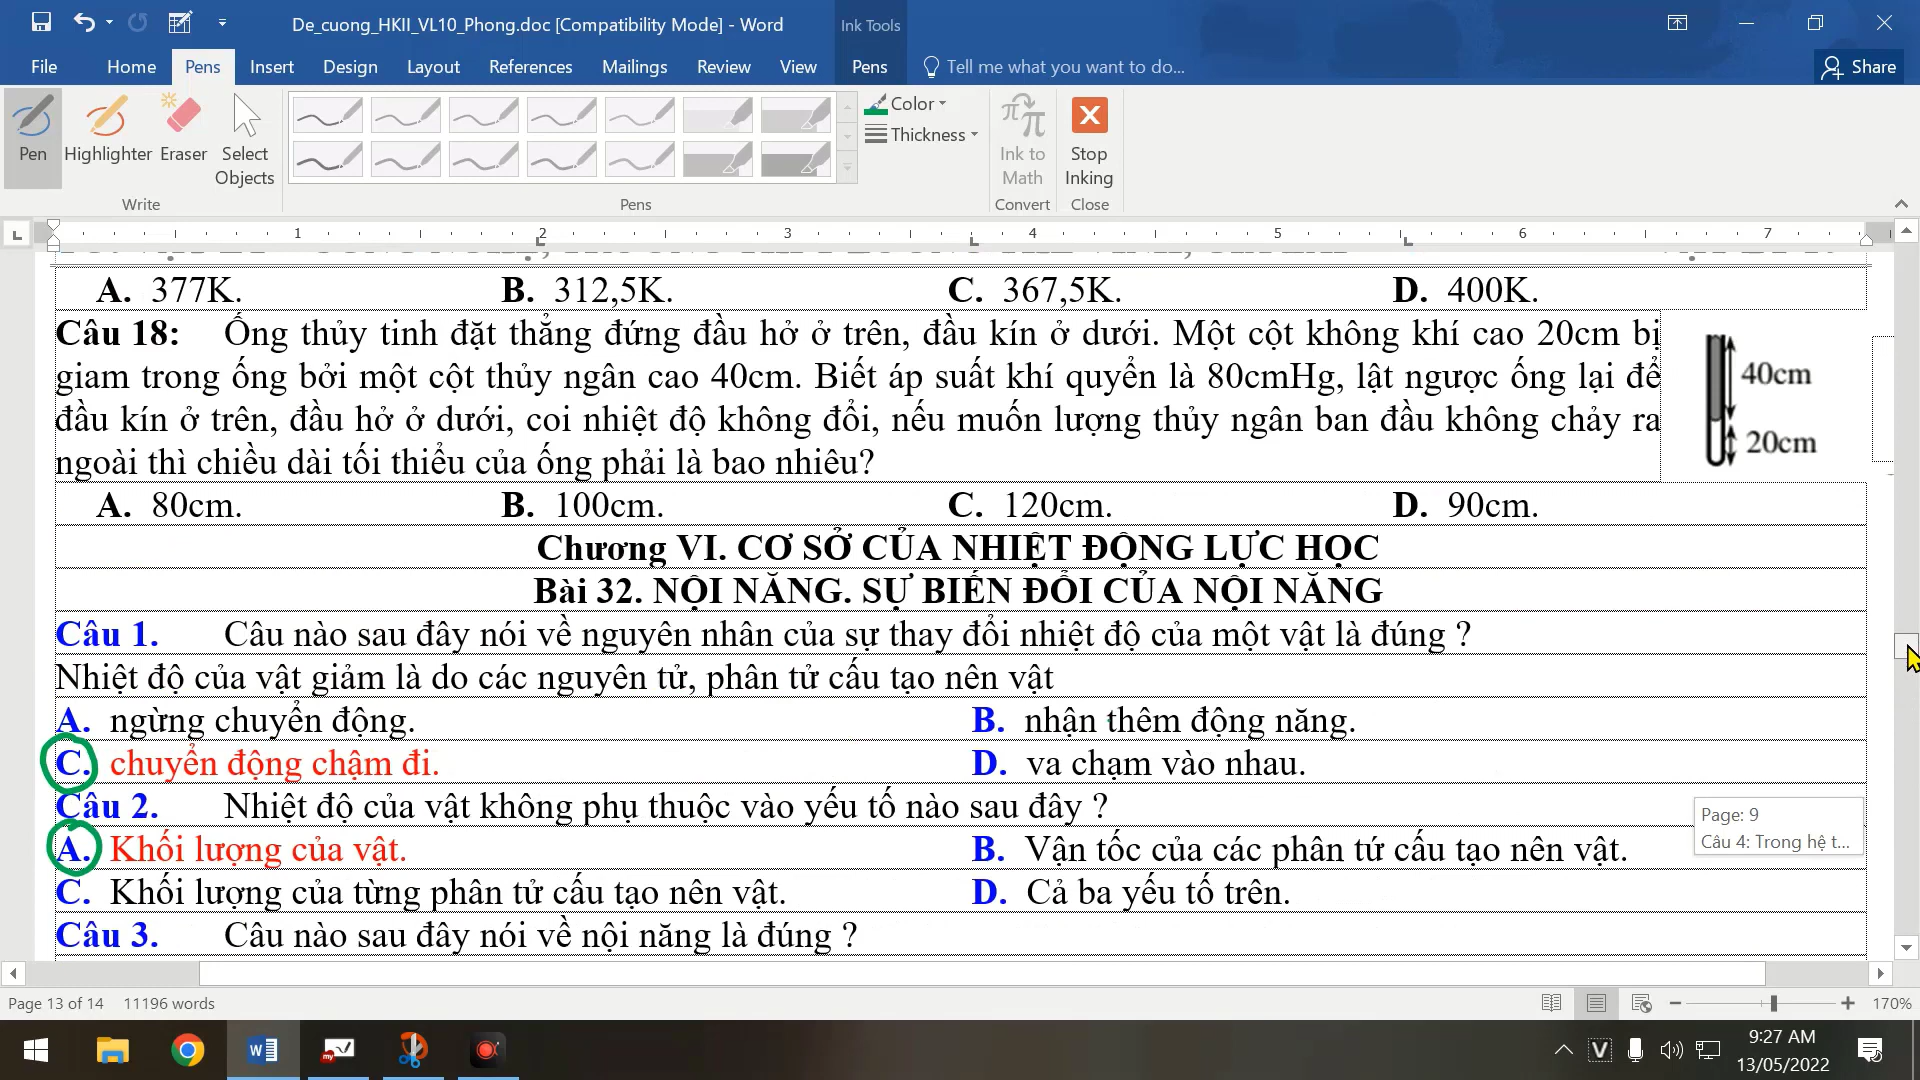 De_cuong_HKII_VL10_Phong.doc [Compatibility Mode] - Word
Ink Tools
File
Home
Pens
Insert
Design
Layout
References
Mailings
Review
View
Pens
Tell me what you want to do...
Share
Pen
Highlighter
Eraser
Select Objects
Color
Thickness
Ink to Math
Stop Inking
Write
Pens
Convert
Close
1 2 3 4 5 6 7
A. 377K. B. 312,5K. C. 367,5K. D. 400K.
Câu 18: Ống thủy tinh đặt thẳng đứng đầu hở ở trên, đầu kín ở dưới. Một cột không khí cao 20cm bị
giam trong ống bởi một cột thủy ngân cao 40cm. Biết áp suất khí quyển là 80cmHg, lật ngược ống lại để
đầu kín ở trên, đầu hở ở dưới, coi nhiệt độ không đổi, nếu muốn lượng thủy ngân ban đầu không chảy ra
ngoài thì chiều dài tối thiểu của ống phải là bao nhiêu?
40cm
20cm
A. 80cm. B. 100cm. C. 120cm. D. 90cm.
Chương VI. CƠ SỞ CỦA NHIỆT ĐỘNG LỰC HỌC
Bài 32. NỘI NĂNG. SỰ BIẾN ĐỔI CỦA NỘI NĂNG
Câu 1. Câu nào sau đây nói về nguyên nhân của sự thay đổi nhiệt độ của một vật là đúng ?
Nhiệt độ của vật giảm là do các nguyên tử, phân tử cấu tạo nên vật
A. ngừng chuyển động. B. nhận thêm động năng.
C. chuyển động chậm đi. D. va chạm vào nhau.
Câu 2. Nhiệt độ của vật không phụ thuộc vào yếu tố nào sau đây ?
A. Khối lượng của vật. B. Vận tốc của các phân tử cấu tạo nên vật.
C. Khối lượng của từng phân tử cấu tạo nên vật. D. Cả ba yếu tố trên.
Câu 3. Câu nào sau đây nói về nội năng là đúng ?
Page: 9
Câu 4: Trong hệ t...
Page 13 of 14 11196 words
170%
9:27 AM
13/05/2022